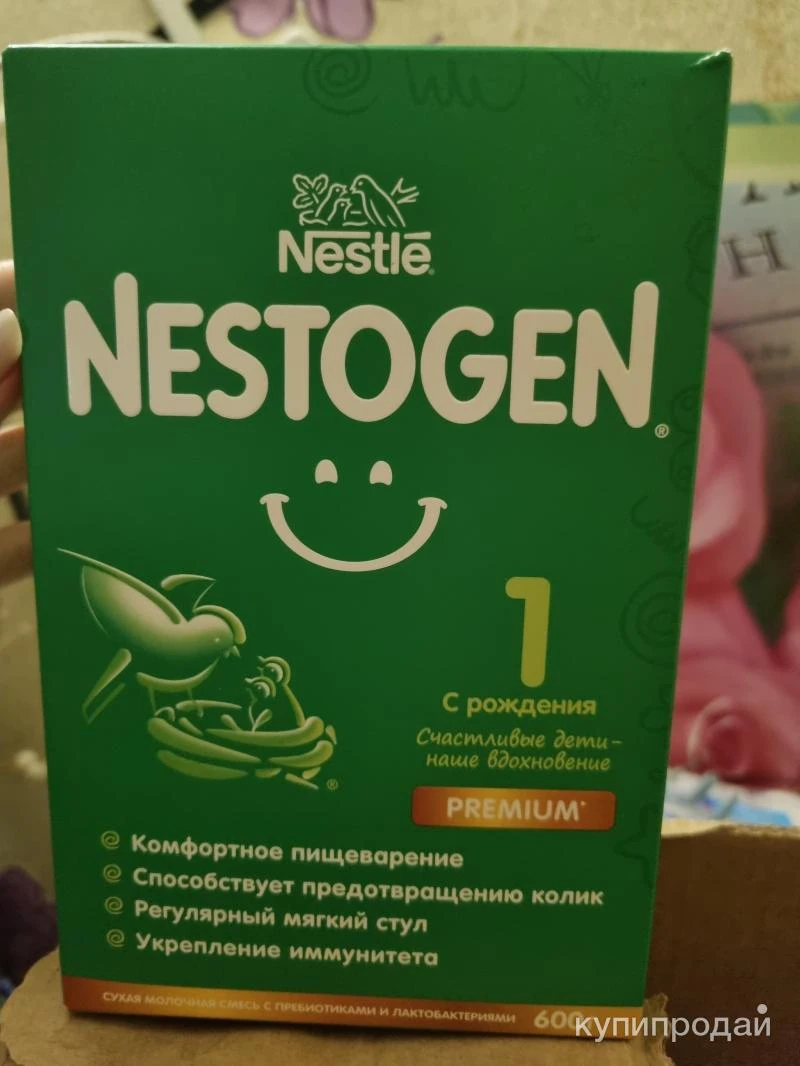 Nestlé
NESTOGEN
1
С рождения
Счастливые дети-
наше вдохновение
PREMIUM*
Комфортное пищеварение
Способствует предотвращению колик
Регулярный мягкий стул
Укрепление иммунитета
СУХАЯ МОЛОЧНАЯ СМЕСЬ С ПРЕБИОТИКАМИ И ЛАКТОБАКТЕРИЯМИ 600
купипродай
Н